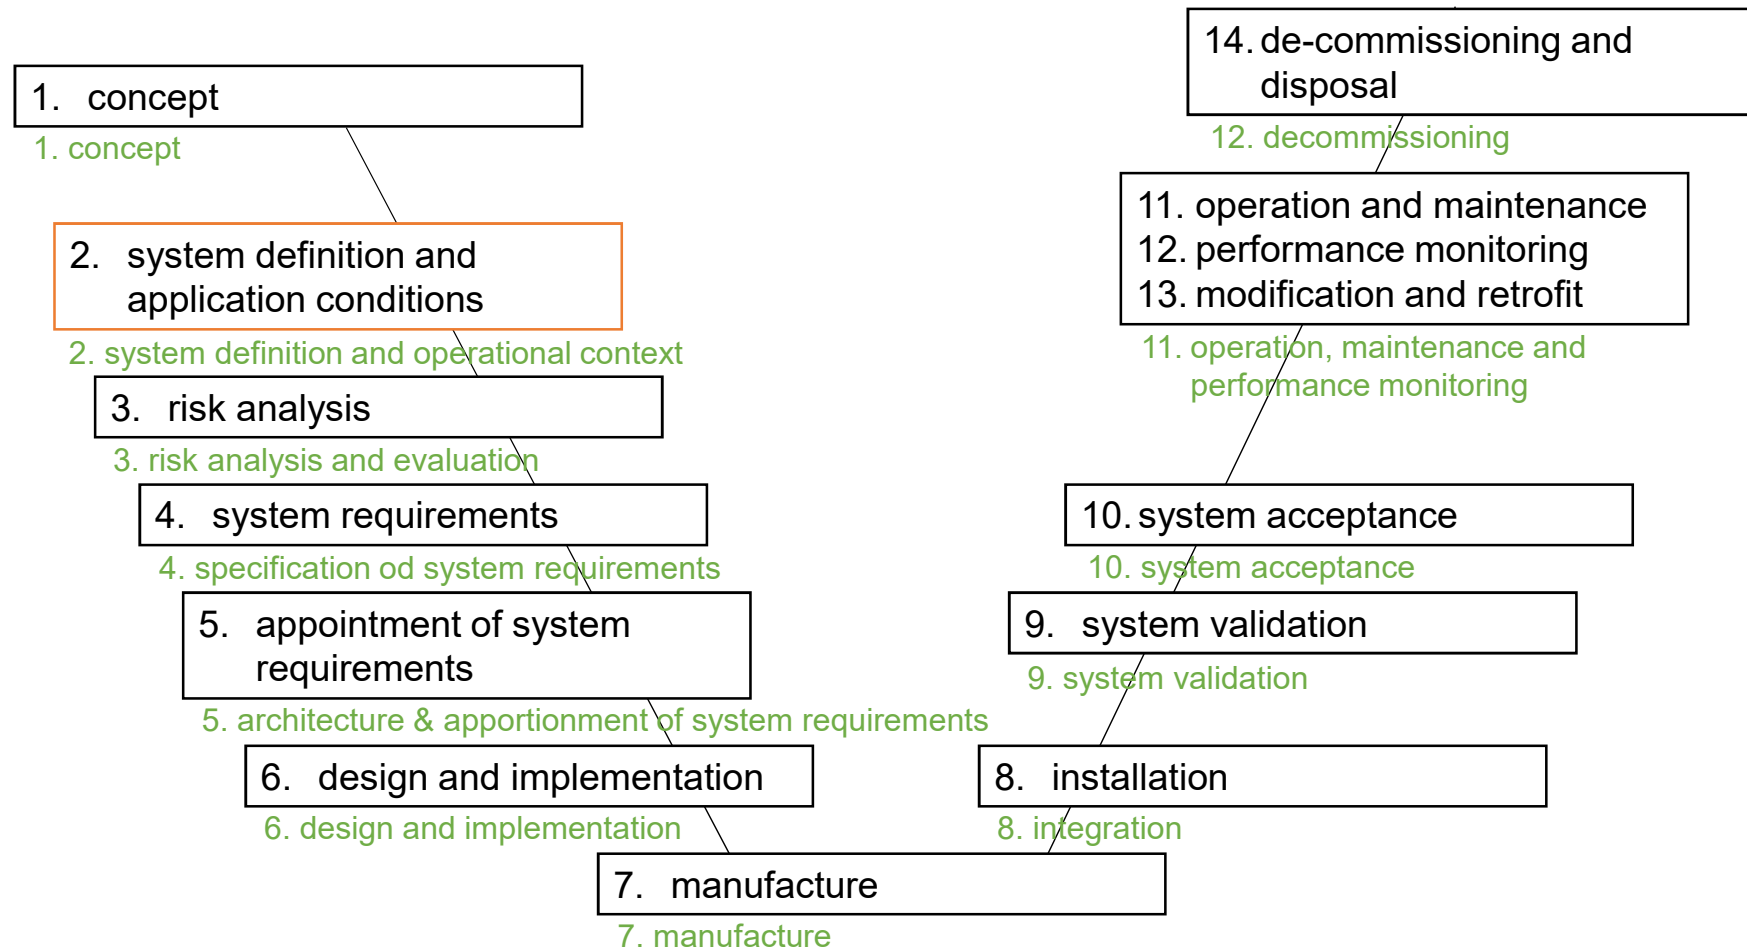 1. concept
1. concept
2. system definition and
application conditions
2. system definition and operational context
3. risk analysis
3. risk analysis and evaluation
4. system requirements
4. specification od system requirements
5. appointment of system
requirements
5. architecture & apportionment of system requirements
6. design and implementation
6. design and implementation
7. manufacture
7. manufacture
8. installation
8. integration
9. system validation
9. system validation
10. system acceptance
10. system acceptance
11. operation and maintenance
12. performance monitoring
13. modification and retrofit
11. operation, maintenance and
performance monitoring
14. de-commissioning and
disposal
12. decommissioning